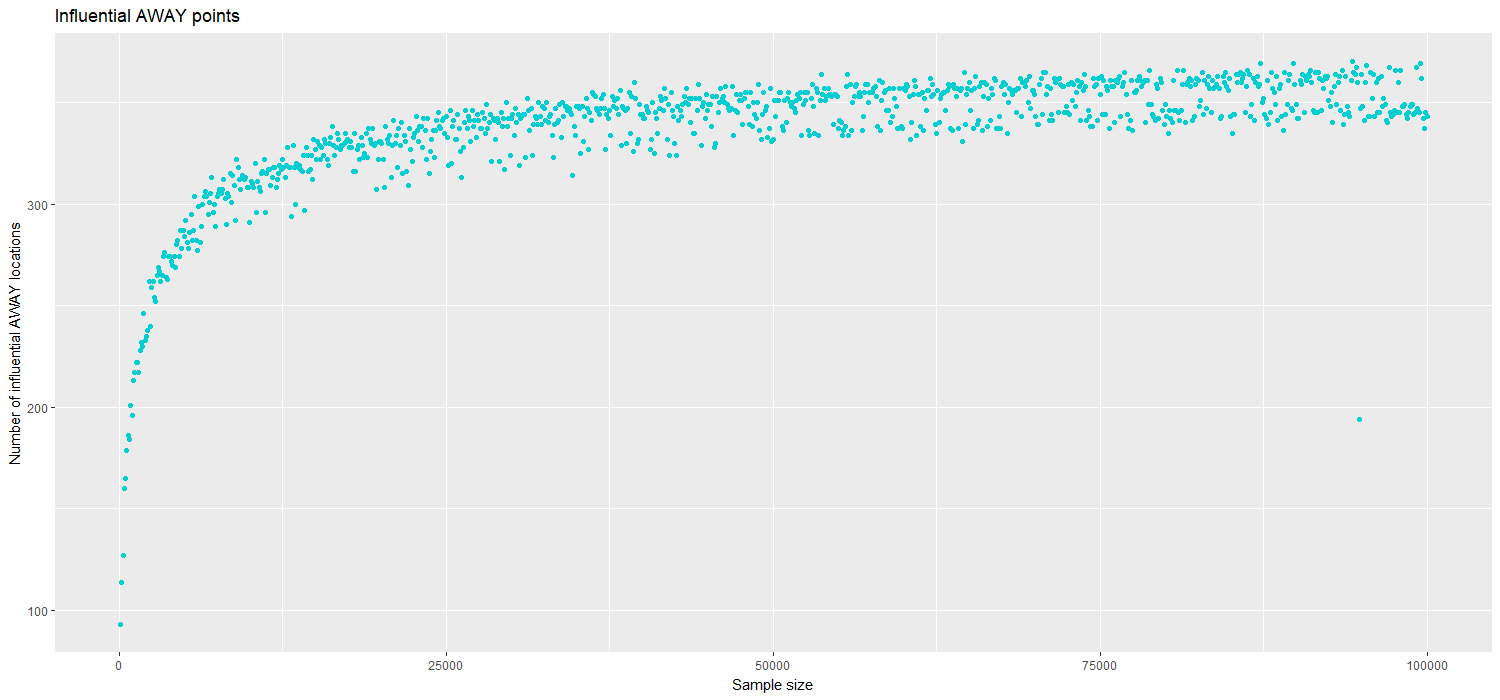 Influential AWAY points
Number of influential AWAY locations
300
200
100
0
25000
50000
75000
100000
Sample size